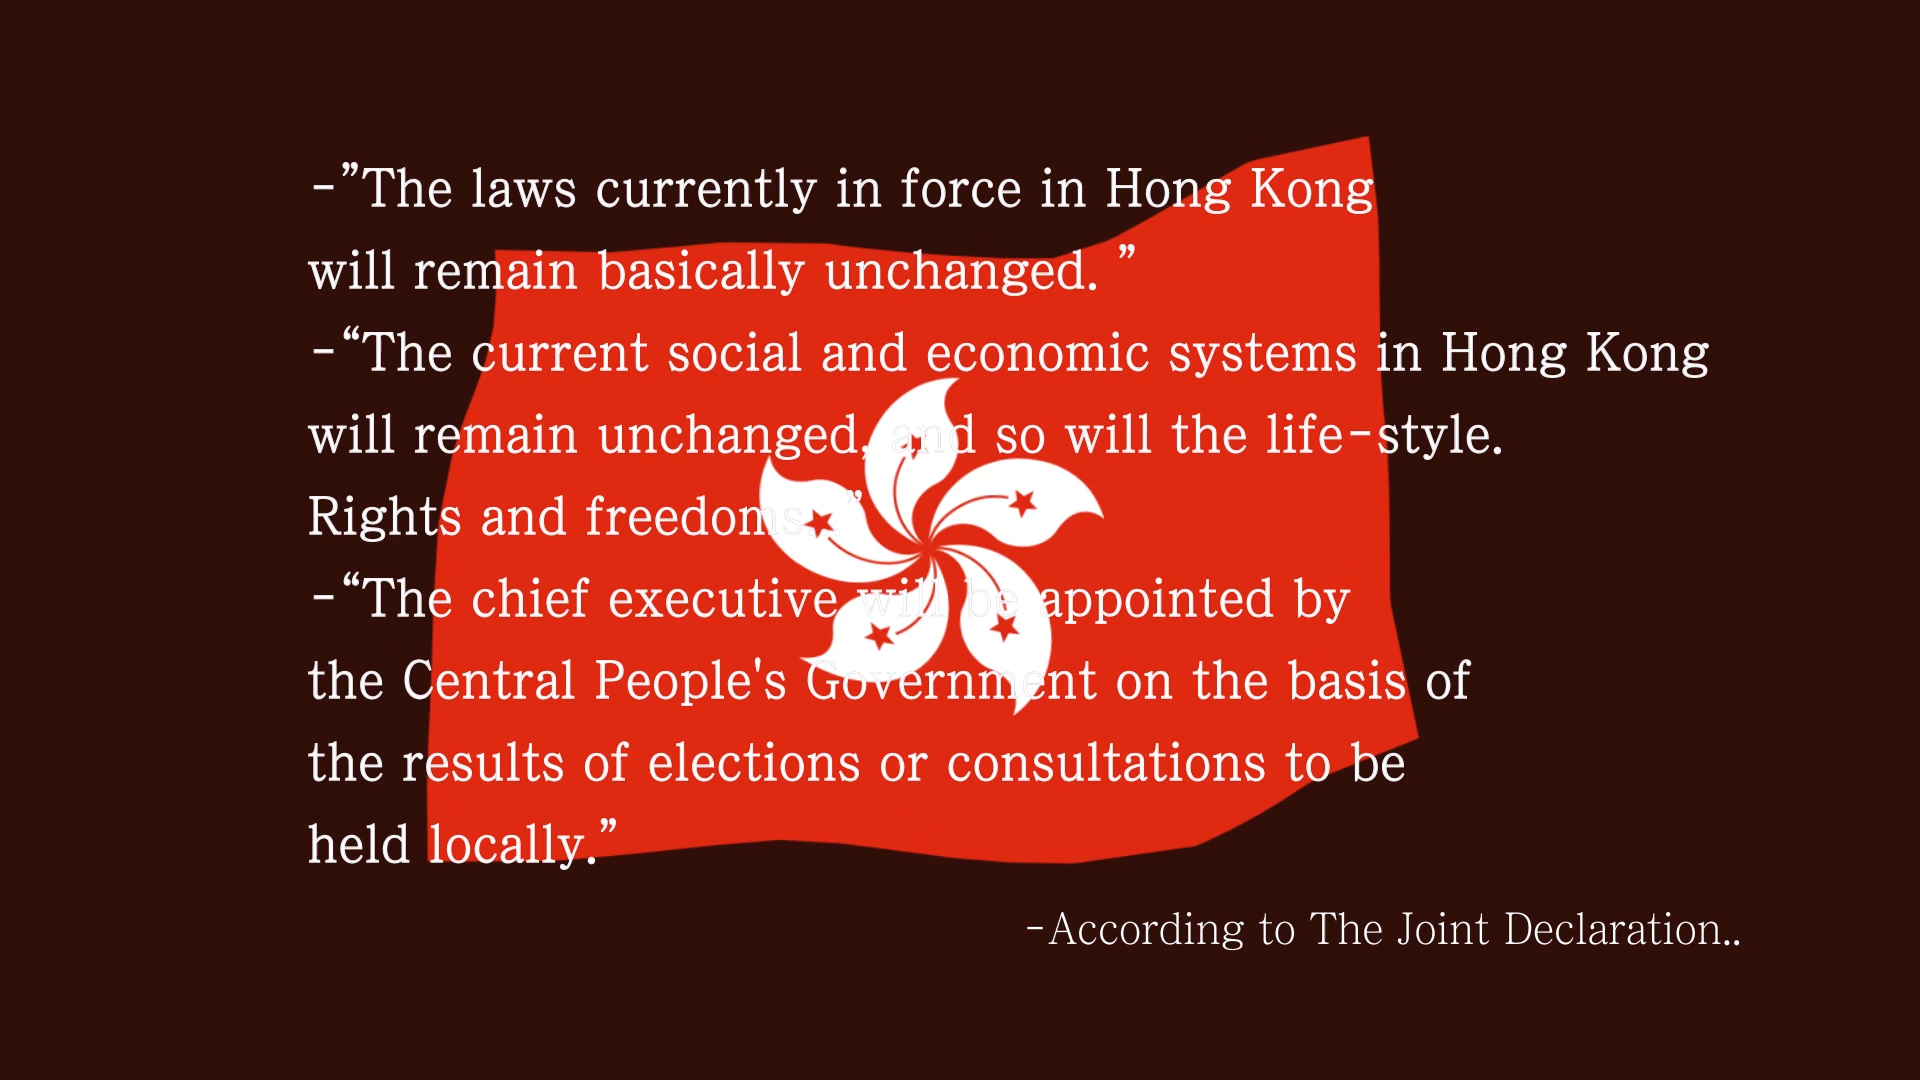 -”The laws currently in force in Hong Kong
will remain basically unchanged. ”
-“The current social and economic systems in Hong Kong
will remain unchanged, and so will the life-style.
Rights and freedoms. ”
-“The chief executive will be appointed by
the Central People's Government on the basis of
the results of elections or consultations to be
held locally.”
-According to The Joint Declaration..